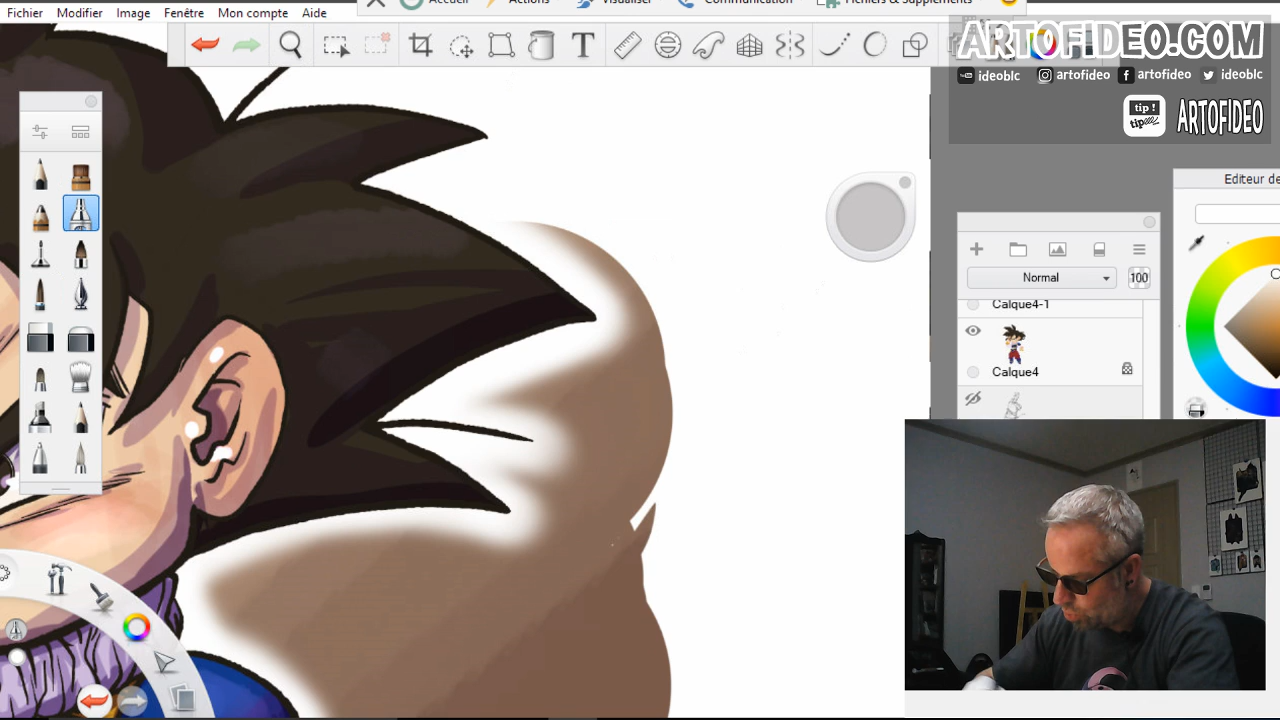 Accueil Actions Visualiser Communication Fichiers & Suppléments
Fichier Modifier Image Fenêtre Mon compte Aide
ARTOFIDEO.COM
ideoblc artofideo artofideo ideoblc
tip !
tip
ARTOFIDEO
Editeur de
Normal 100
Calque4-1
Calque4